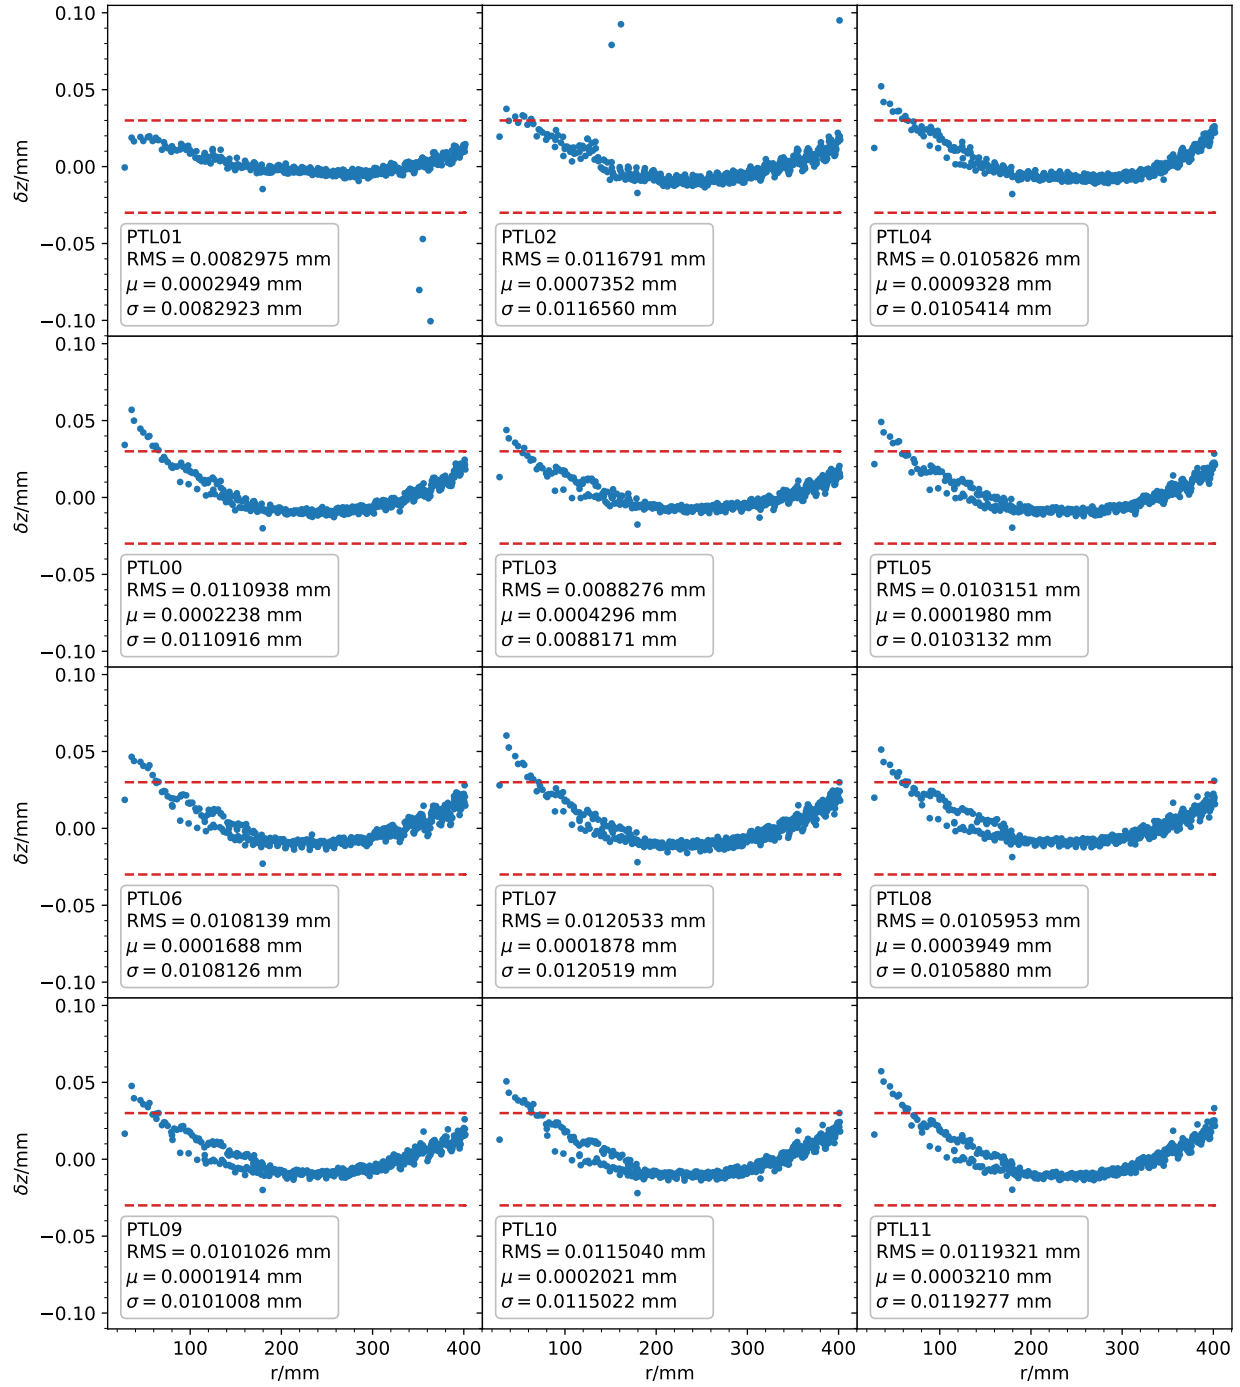 0.10
0.05
0.00
−0.05
−0.10
δz/mm
PTL01
RMS = 0.0082975 mm
μ = 0.0002949 mm
σ = 0.0082923 mm
PTL02
RMS = 0.0116791 mm
μ = 0.0007352 mm
σ = 0.0116560 mm
PTL04
RMS = 0.0105826 mm
μ = 0.0009328 mm
σ = 0.0105414 mm
0.10
0.05
0.00
−0.05
−0.10
δz/mm
PTL00
RMS = 0.0110938 mm
μ = 0.0002238 mm
σ = 0.0110916 mm
PTL03
RMS = 0.0088276 mm
μ = 0.0004296 mm
σ = 0.0088171 mm
PTL05
RMS = 0.0103151 mm
μ = 0.0001980 mm
σ = 0.0103132 mm
0.10
0.05
0.00
−0.05
−0.10
δz/mm
PTL06
RMS = 0.0108139 mm
μ = 0.0001688 mm
σ = 0.0108126 mm
PTL07
RMS = 0.0120533 mm
μ = 0.0001878 mm
σ = 0.0120519 mm
PTL08
RMS = 0.0105953 mm
μ = 0.0003949 mm
σ = 0.0105880 mm
0.10
0.05
0.00
−0.05
−0.10
δz/mm
PTL09
RMS = 0.0101026 mm
μ = 0.0001914 mm
σ = 0.0101008 mm
PTL10
RMS = 0.0115040 mm
μ = 0.0002021 mm
σ = 0.0115022 mm
PTL11
RMS = 0.0119321 mm
μ = 0.0003210 mm
σ = 0.0119277 mm
100 200 300 400 100 200 300 400 100 200 300 400
r/mm r/mm r/mm